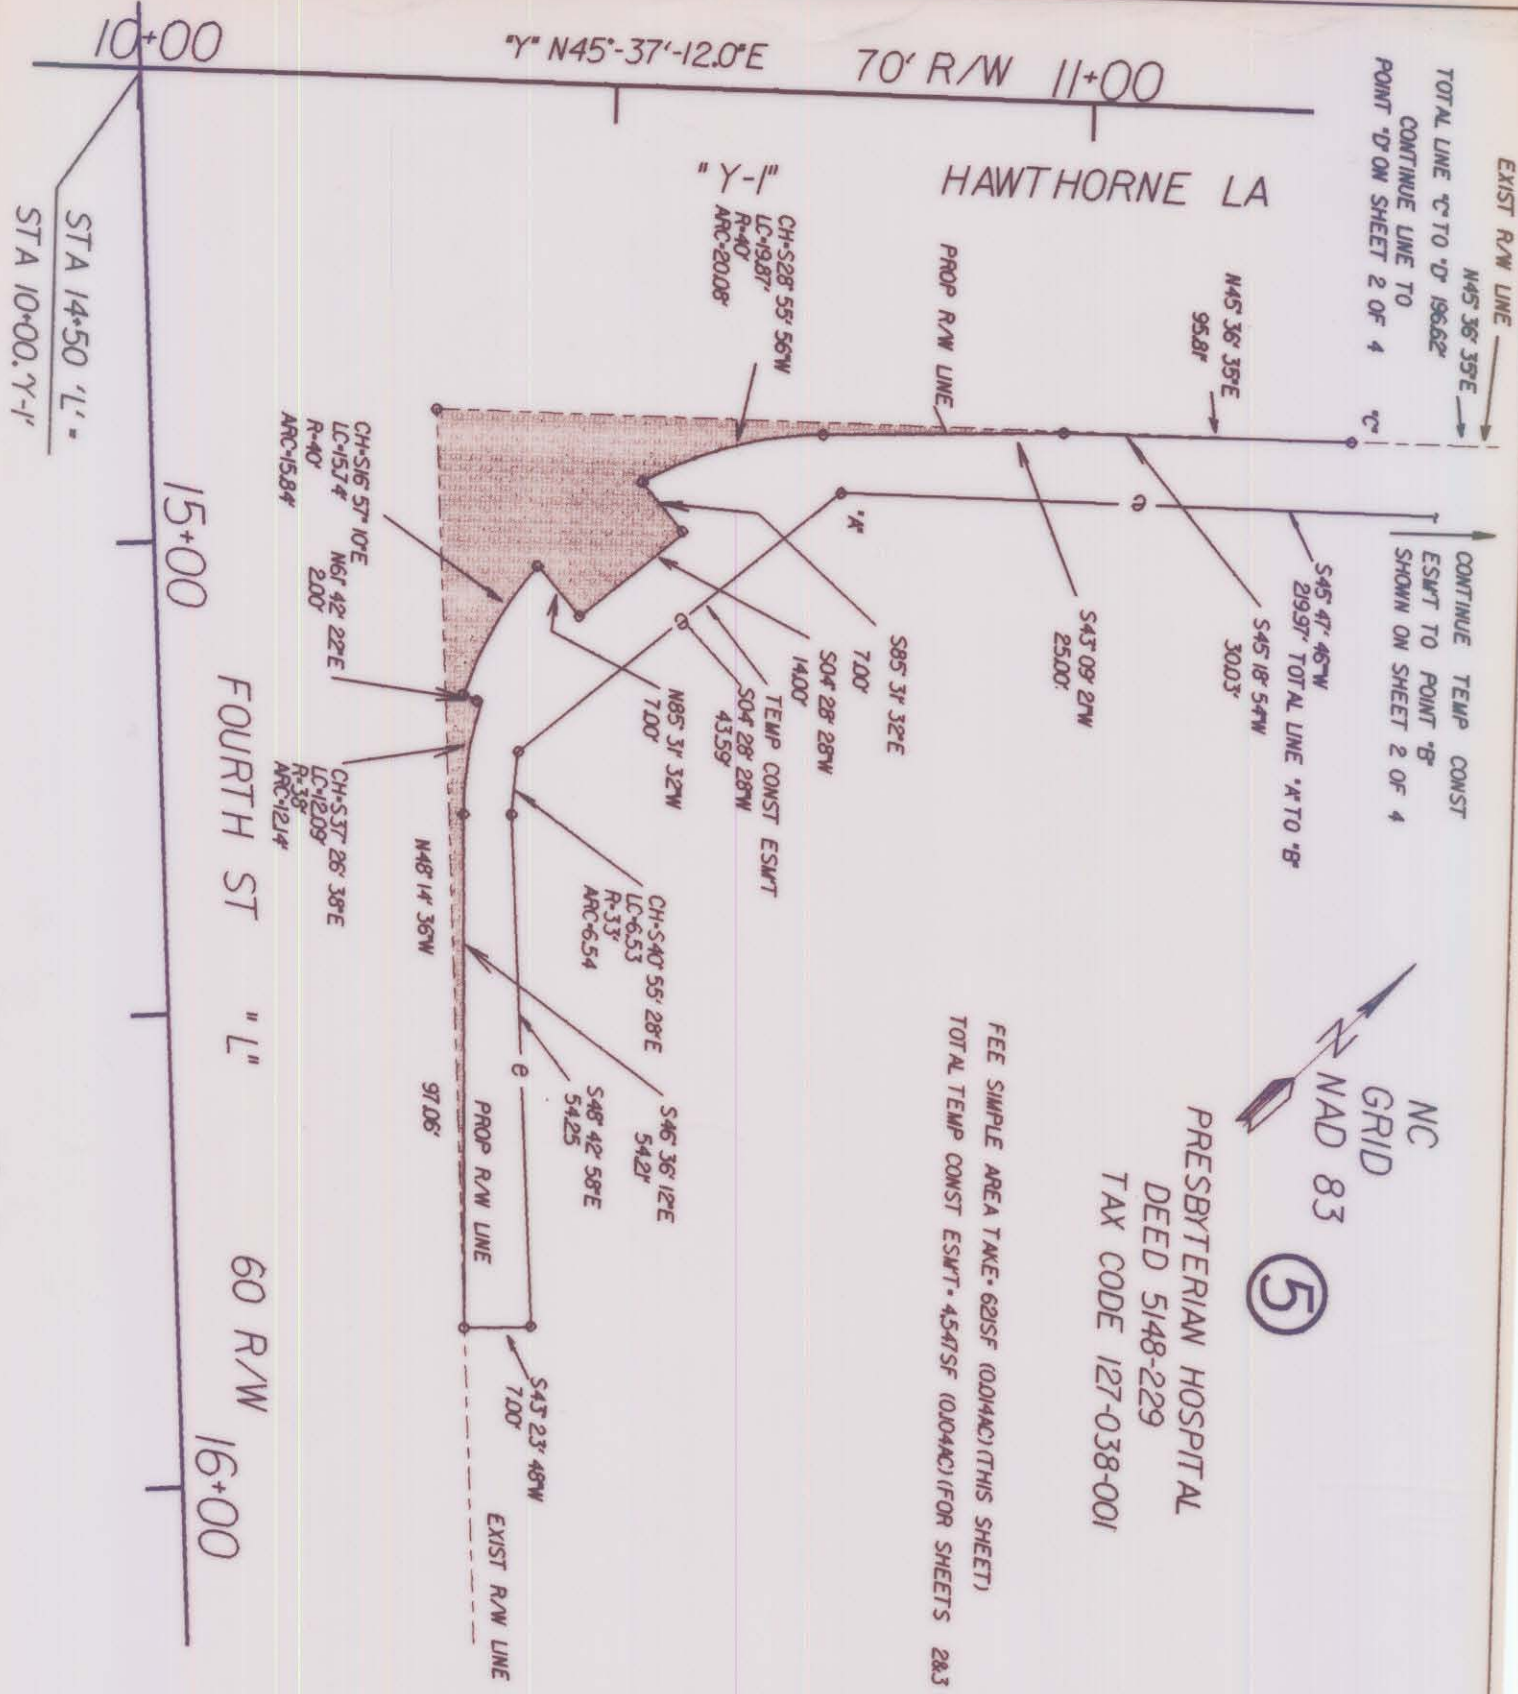 10+00
"Y" N45°-37'-12.0"E
70' R/W
11+00
HAWTHORNE LA
"Y-1"
EXIST R/W LINE
N45° 36' 35"E
TOTAL LINE "C" TO "D" 196.62'
CONTINUE LINE TO
POINT "D" ON SHEET 2 OF 4
"C"
N45° 36' 35"E
95.81'
PROP R/W LINE
CH=S28° 55' 56"W
LC=19.87'
R=40'
ARC=20.08'
STA 14+50 'L' =
STA 10+00.'Y-1'
CONTINUE TEMP CONST
ESM'T TO POINT "B"
SHOWN ON SHEET 2 OF 4
S45° 47' 46"W
219.97' TOTAL LINE "A" TO "B"
S45° 18' 54"W
30.03'
S43° 09' 21"W
25.00'
"A"
S85° 31' 32"E
7.00'
S04° 28' 28"W
14.00'
TEMP CONST ESM'T
S04° 28' 28"W
43.59'
N85° 31' 32"W
7.00'
CH=S16° 57' 10"E
LC=15.74'
R=40'
ARC=15.84'
N61° 42' 22"E
2.00'
15+00
FOURTH ST "L" 60 R/W
16+00
CH=S37° 26' 38"E
LC=12.09'
R=38'
ARC=12.14'
N48° 14' 36"W
97.06'
CH=S40° 55' 28"E
LC=6.53
R=33'
ARC=6.54
S46° 36' 12"E
54.21'
S48° 42' 58"E
54.25
e
PROP R/W LINE
S43° 23' 48"W
7.00'
EXIST R/W LINE
NC
GRID
NAD 83
N
5
PRESBYTERIAN HOSPITAL
DEED 5148-229
TAX CODE 127-038-001
FEE SIMPLE AREA TAKE= 621SF (0.014AC)(THIS SHEET)
TOTAL TEMP CONST ESM'T= 4,547SF (0.104AC)(FOR SHEETS 2&3